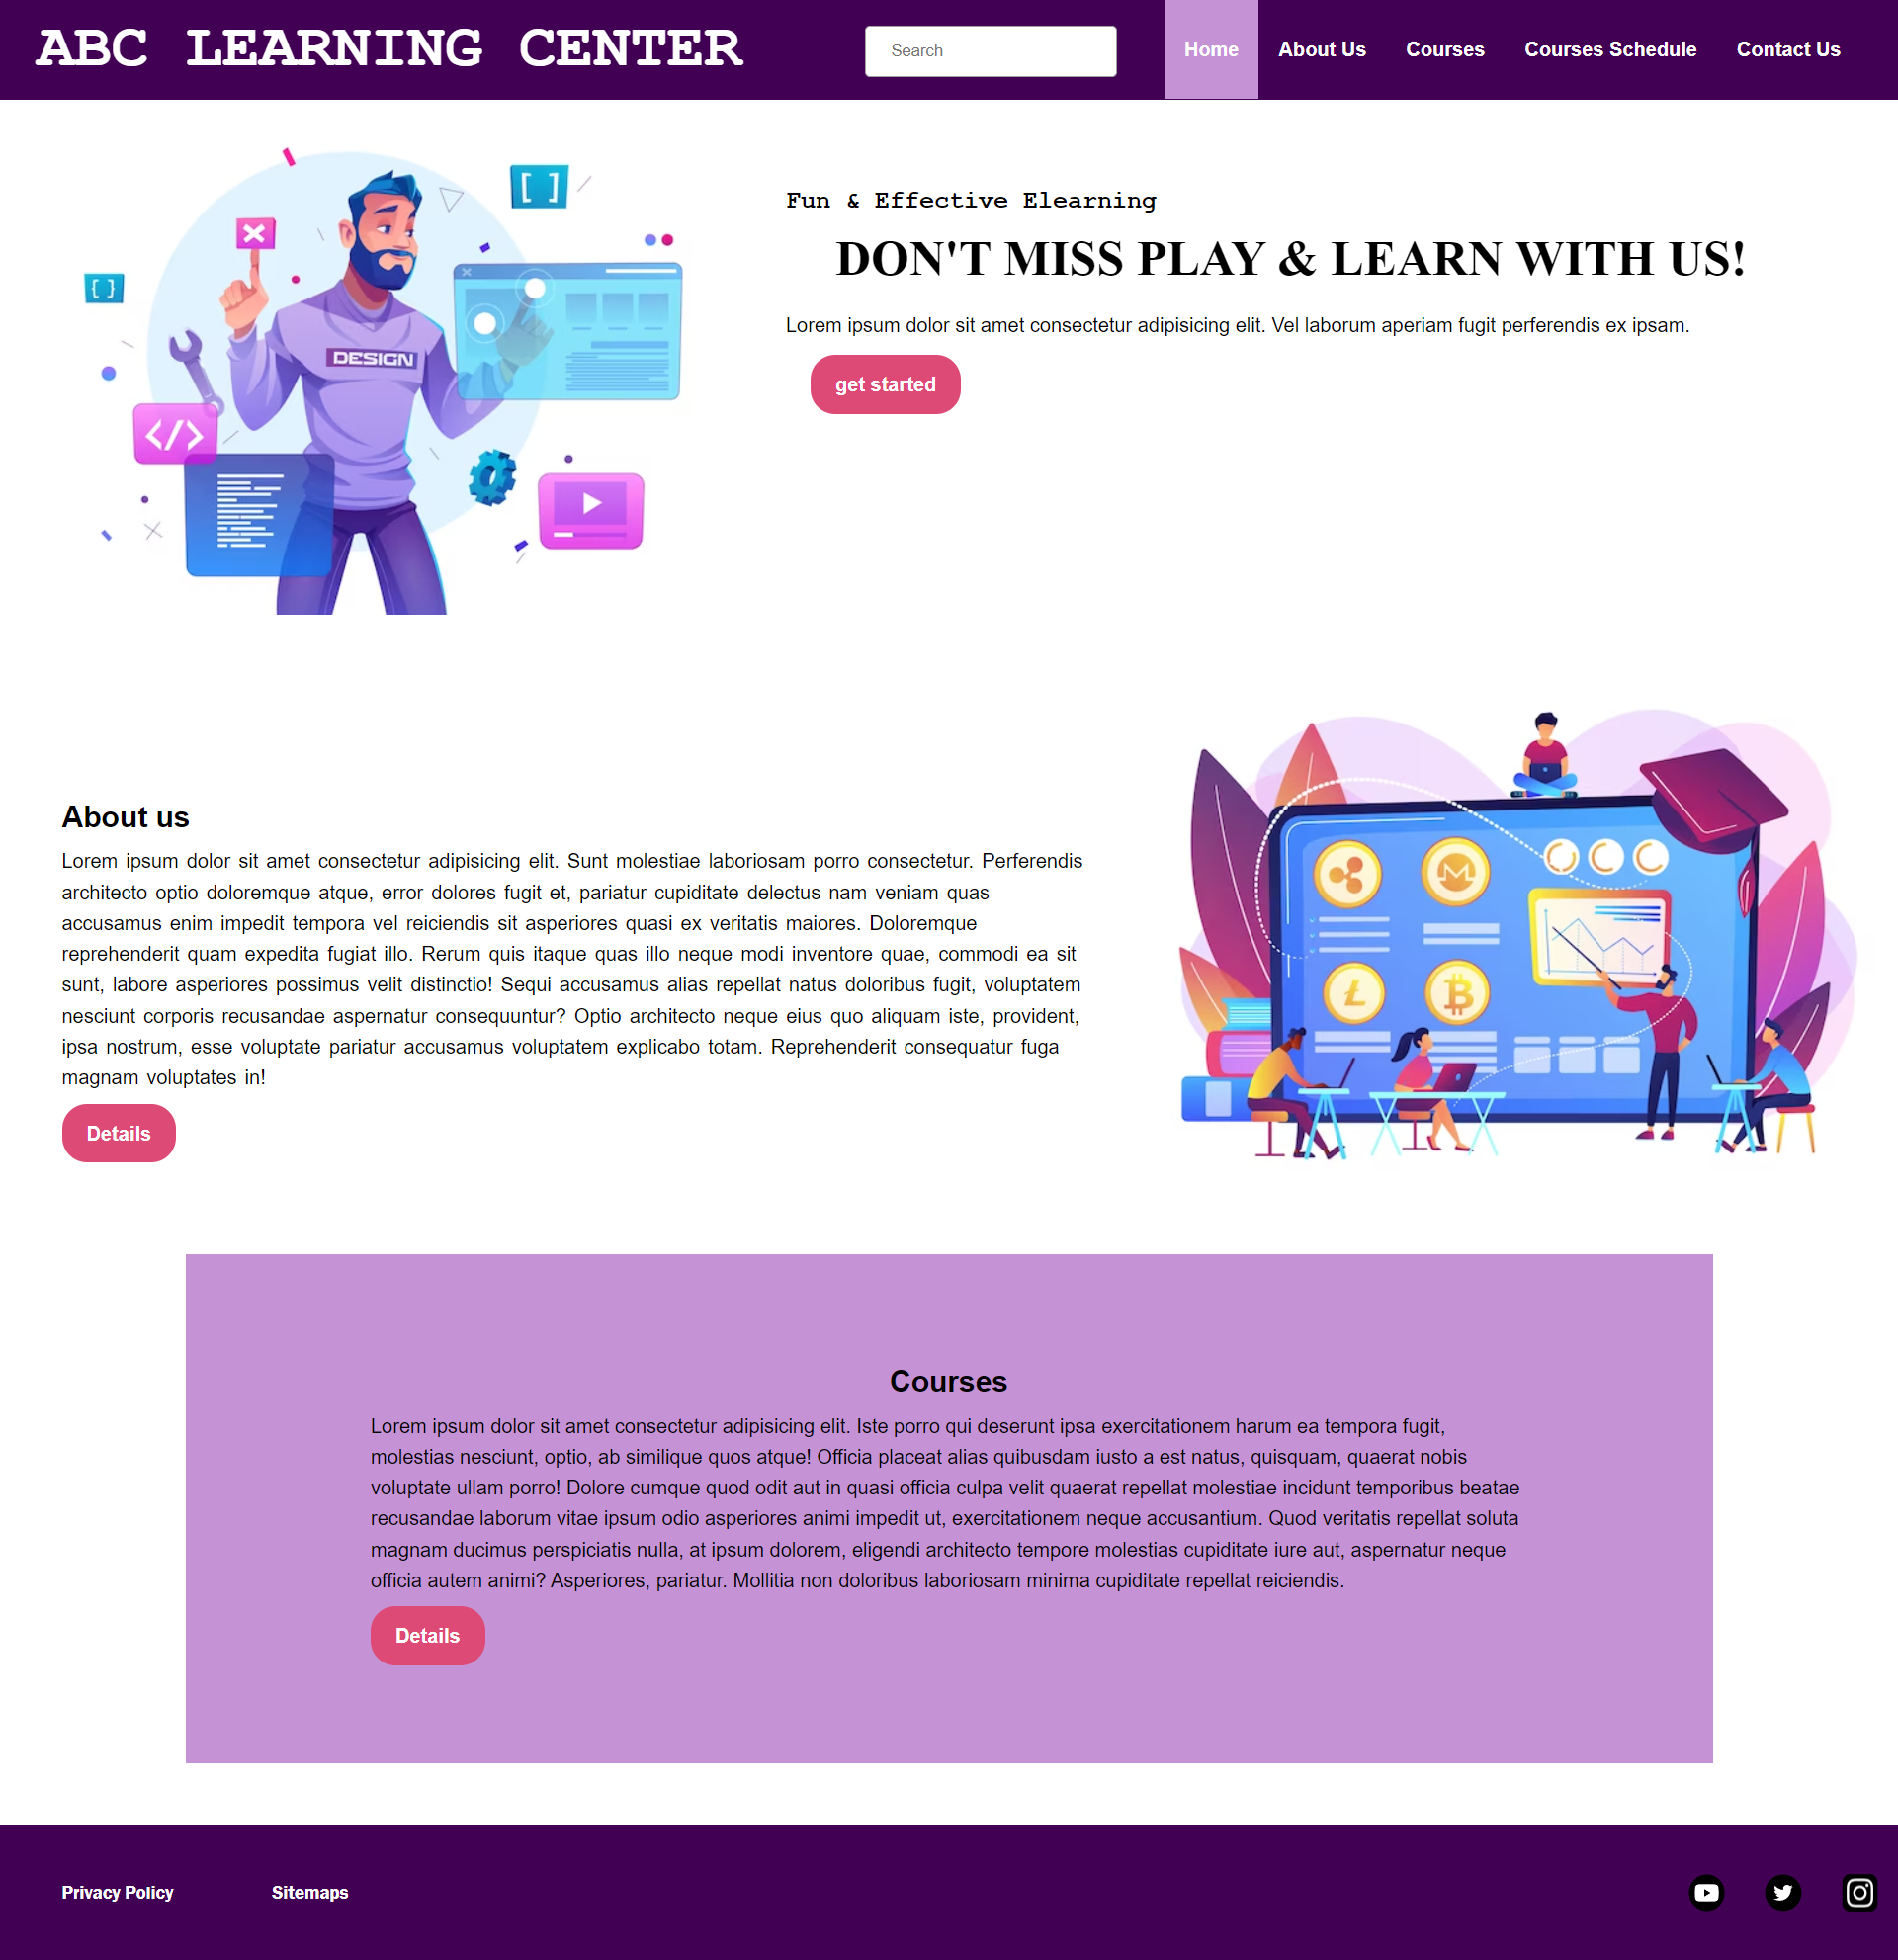 ABC LEARNING CENTER
Search
Home
About Us
Courses
Courses Schedule
Contact Us
[ ]
{ }
DESIGN
</>
Fun & Effective Elearning
DON'T MISS PLAY & LEARN WITH US!
Lorem ipsum dolor sit amet consectetur adipisicing elit. Vel laborum aperiam fugit perferendis ex ipsam.
get started
About us
Lorem ipsum dolor sit amet consectetur adipisicing elit. Sunt molestiae laboriosam porro consectetur. Perferendis
architecto optio doloremque atque, error dolores fugit et, pariatur cupiditate delectus nam veniam quas
accusamus enim impedit tempora vel reiciendis sit asperiores quasi ex veritatis maiores. Doloremque
reprehenderit quam expedita fugiat illo. Rerum quis itaque quas illo neque modi inventore quae, commodi ea sit
sunt, labore asperiores possimus velit distinctio! Sequi accusamus alias repellat natus doloribus fugit, voluptatem
nesciunt corporis recusandae aspernatur consequuntur? Optio architecto neque eius quo aliquam iste, provident,
ipsa nostrum, esse voluptate pariatur accusamus voluptatem explicabo totam. Reprehenderit consequatur fuga
magnam voluptates in!
Details
Courses
Lorem ipsum dolor sit amet consectetur adipisicing elit. Iste porro qui deserunt ipsa exercitationem harum ea tempora fugit,
molestias nesciunt, optio, ab similique quos atque! Officia placeat alias quibusdam iusto a est natus, quisquam, quaerat nobis
voluptate ullam porro! Dolore cumque quod odit aut in quasi officia culpa velit quaerat repellat molestiae incidunt temporibus beatae
recusandae laborum vitae ipsum odio asperiores animi impedit ut, exercitationem neque accusantium. Quod veritatis repellat soluta
magnam ducimus perspiciatis nulla, at ipsum dolorem, eligendi architecto tempore molestias cupiditate iure aut, aspernatur neque
officia autem animi? Asperiores, pariatur. Mollitia non doloribus laboriosam minima cupiditate repellat reiciendis.
Details
Privacy Policy
Sitemaps